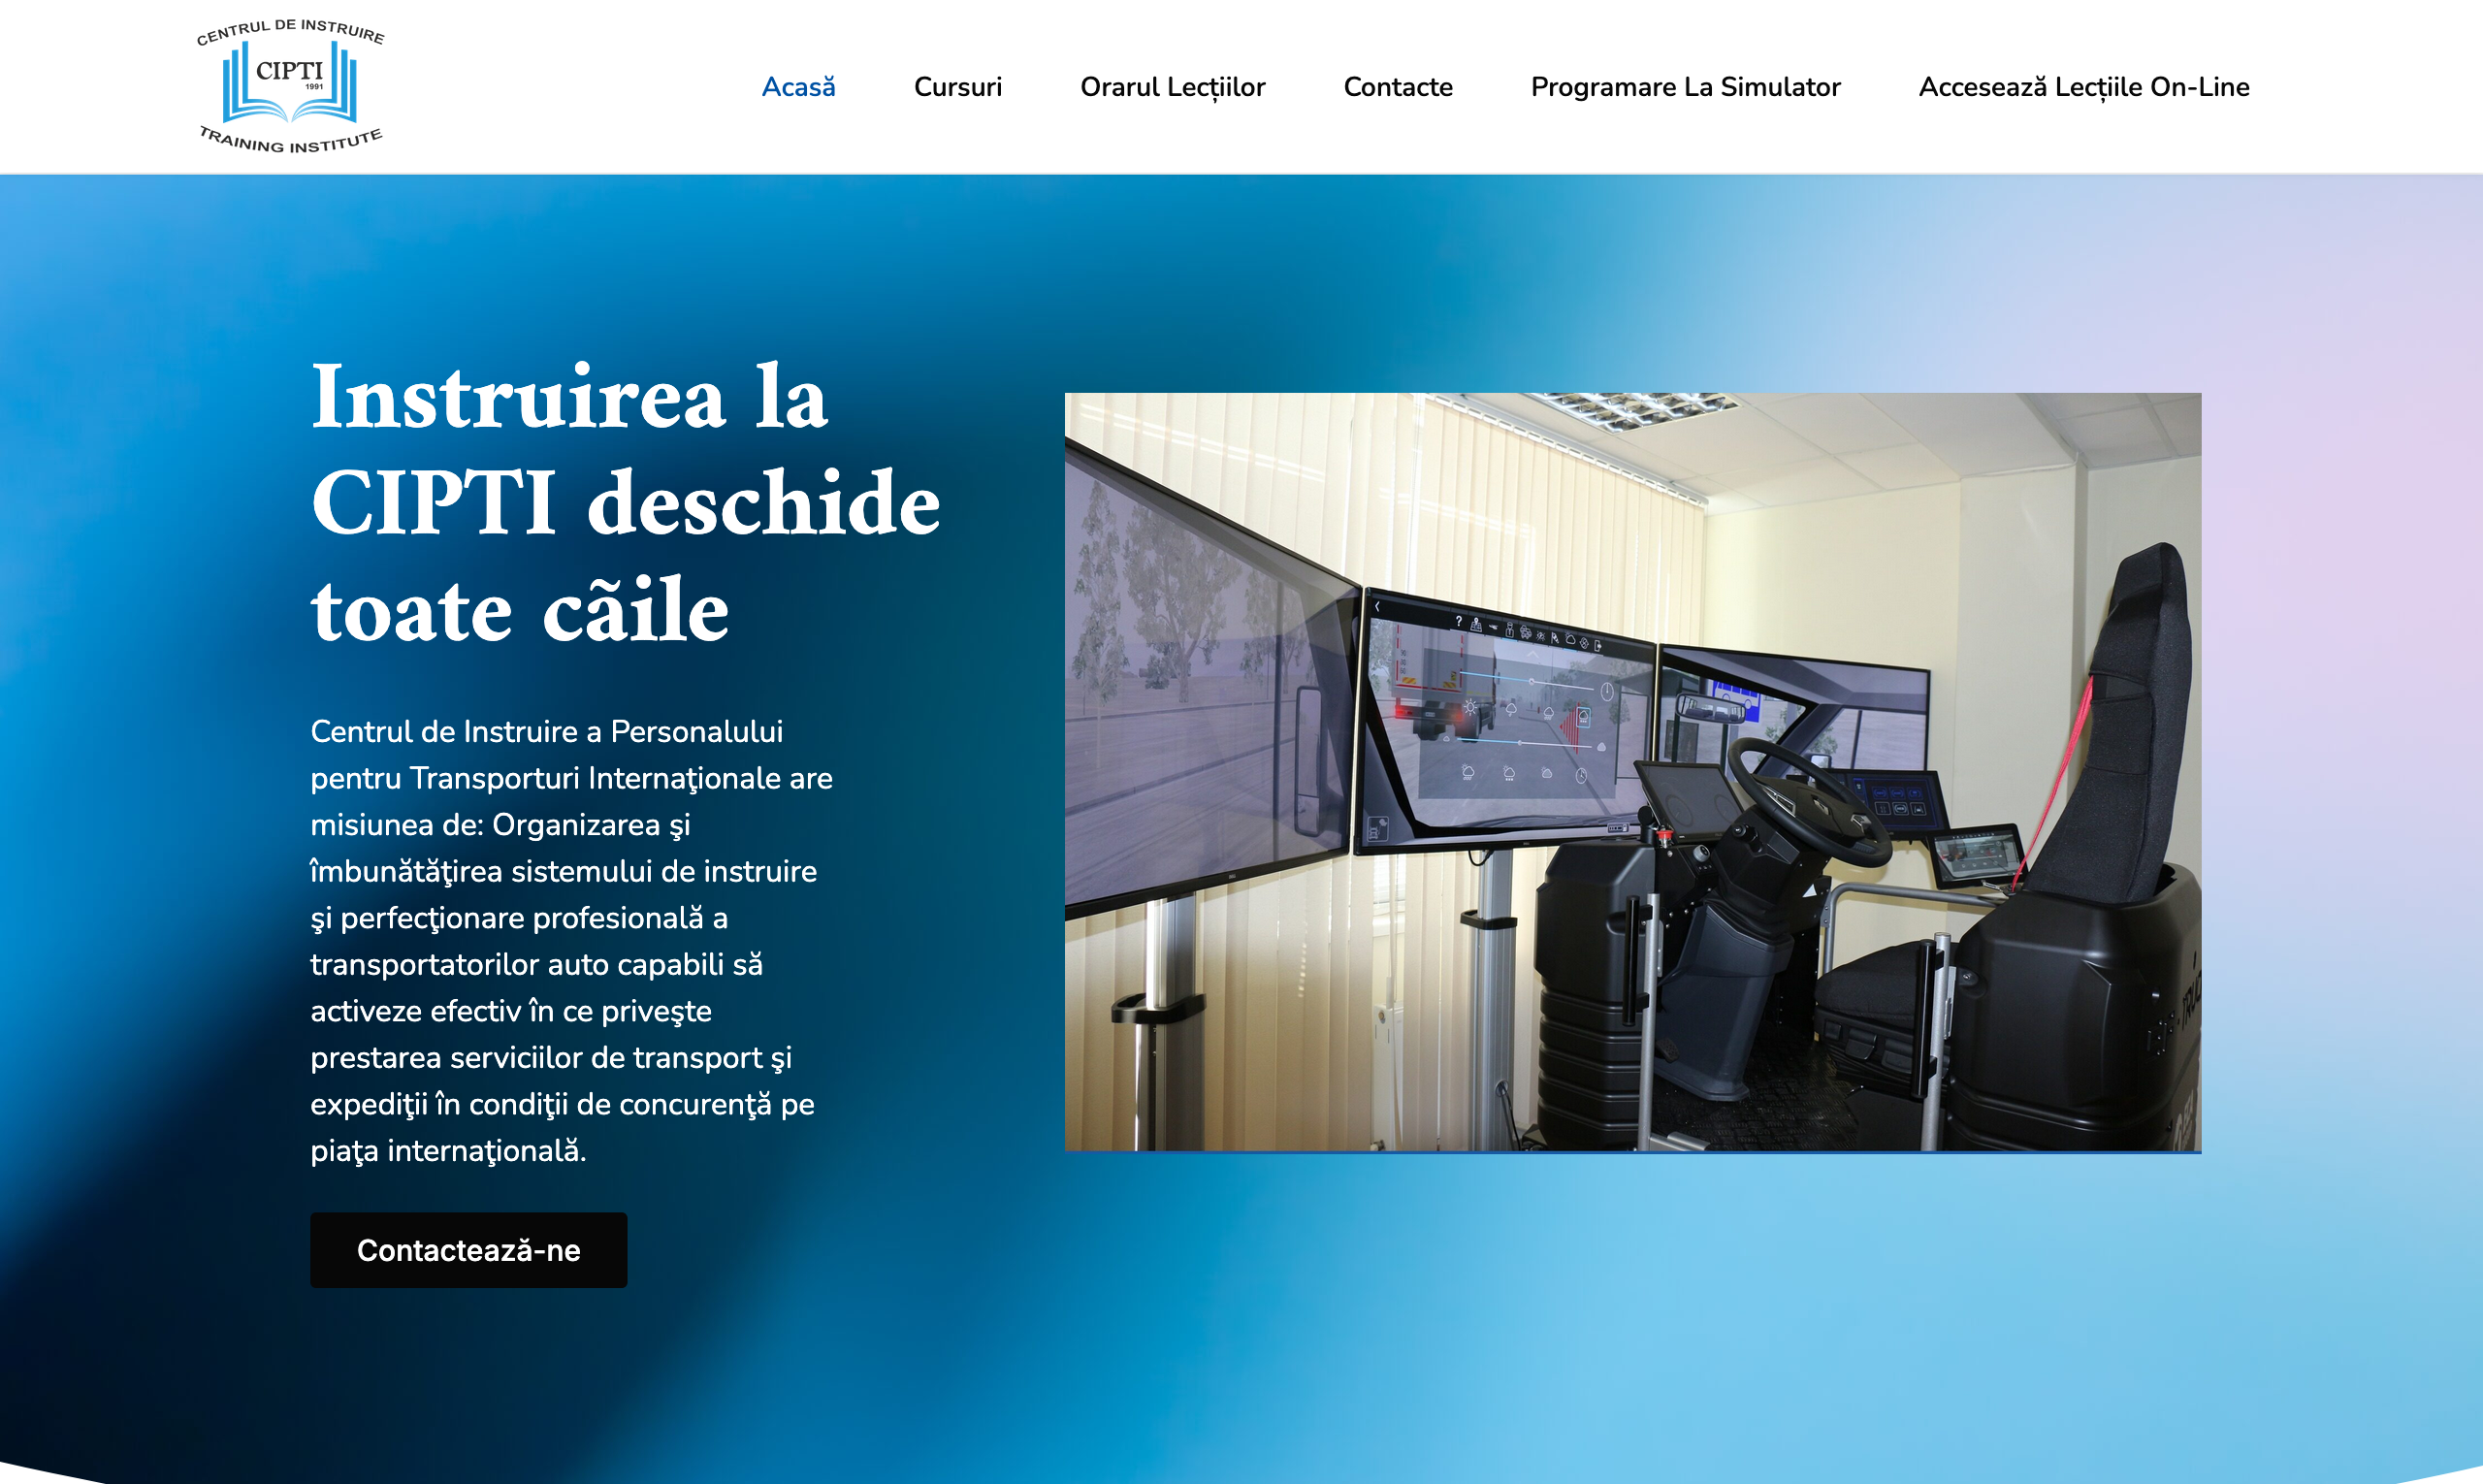 CENTRUL DE INSTRUIRE
CIPTI
1991
TRAINING INSTITUTE
Acasă
Cursuri
Orarul Lecțiilor
Contacte
Programare La Simulator
Accesează Lecțiile On-Line
Instruirea la
CIPTI deschide
toate cãile
Centrul de Instruire a Personalului
pentru Transporturi Internaţionale are
misiunea de: Organizarea şi
îmbunătăţirea sistemului de instruire
şi perfecţionare profesională a
transportatorilor auto capabili să
activeze efectiv în ce priveşte
prestarea serviciilor de transport şi
expediţii în condiţii de concurenţă pe
piaţa internaţională.
Contactează-ne